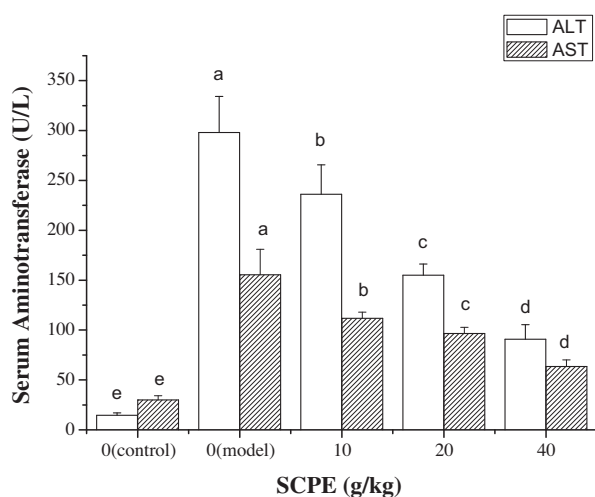 ALT
AST
Serum Aminotransferase (U/L)
350
300
250
200
150
100
50
0
e e
a a
b b
c c
d d
0(control) 0(model) 10 20 40
SCPE (g/kg)